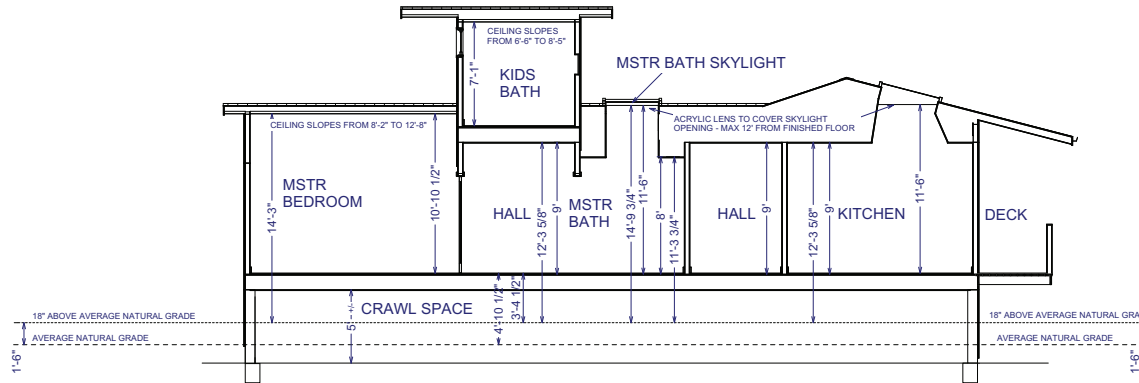 CEILING SLOPES
FROM 6'-6" TO 8'-5"
7'-1"
KIDS
BATH
MSTR BATH SKYLIGHT
ACRYLIC LENS TO COVER SKYLIGHT
OPENING - MAX 12' FROM FINISHED FLOOR
CEILING SLOPES FROM 8'-2" TO 12'-8"
MSTR
BEDROOM
14'-3"
10'-10 1/2"
HALL
12'-3 5/8"
9'
MSTR
BATH
14'-9 3/4"
11'-6"
8'
11'-3 3/4"
HALL
9'
12'-3 5/8"
9'
KITCHEN
11'-6"
DECK
CRAWL SPACE
5' +/-
4'-10 1/2"
3'-4 1/2"
18" ABOVE AVERAGE NATURAL GRADE
18" ABOVE AVERAGE NATURAL GRA
AVERAGE NATURAL GRADE
AVERAGE NATURAL GRADE
1'-6"
1'-6"